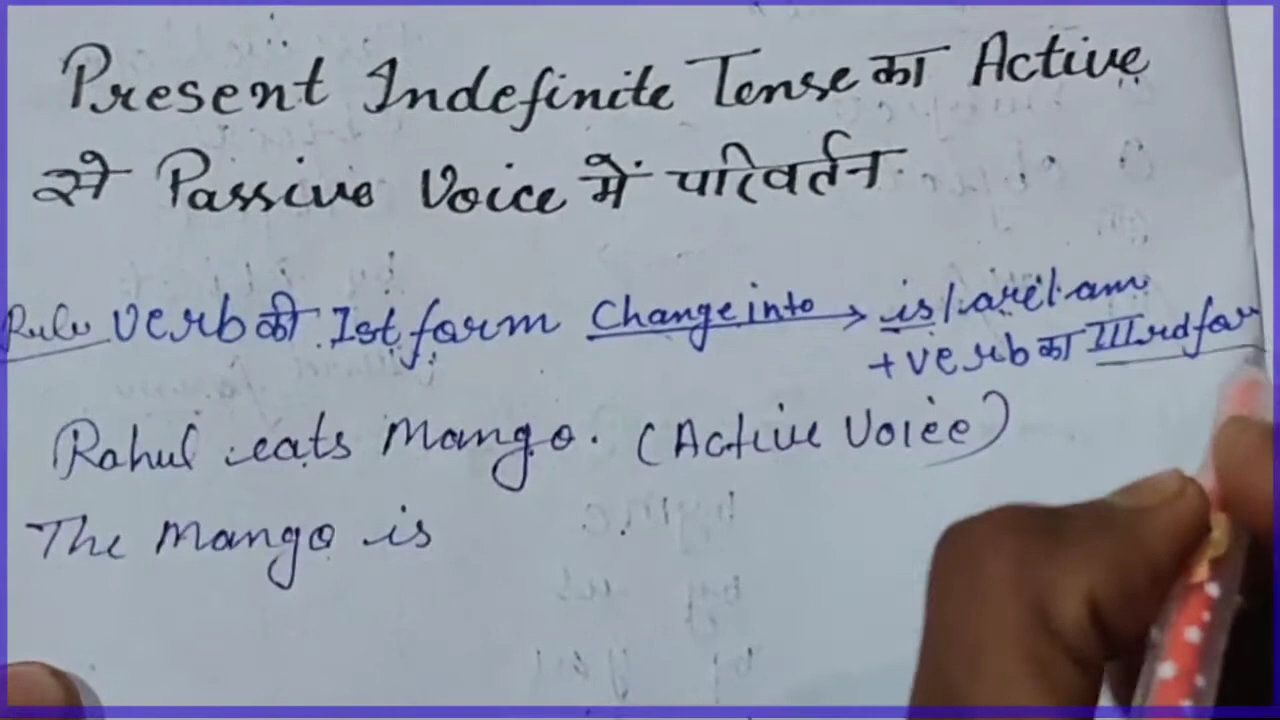 Present Indefinite Tense का Active
से Passive Voice में परिवर्तन
Rule verb की Ist form Change into → is/are/am
+verb का IIIrd for
Rahul eats Mango. (Active Voice)
The Mango is